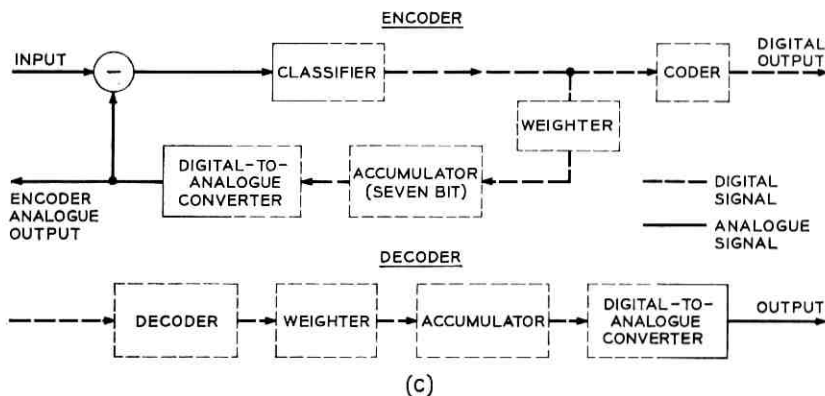 ENCODER
INPUT
−
CLASSIFIER
CODER
DIGITAL
OUTPUT
WEIGHTER
DIGITAL-TO-
ANALOGUE
CONVERTER
ACCUMULATOR
(SEVEN BIT)
ENCODER
ANALOGUE
OUTPUT
DIGITAL
SIGNAL
ANALOGUE
SIGNAL
DECODER
DECODER
WEIGHTER
ACCUMULATOR
DIGITAL-TO-
ANALOGUE
CONVERTER
OUTPUT
(c)